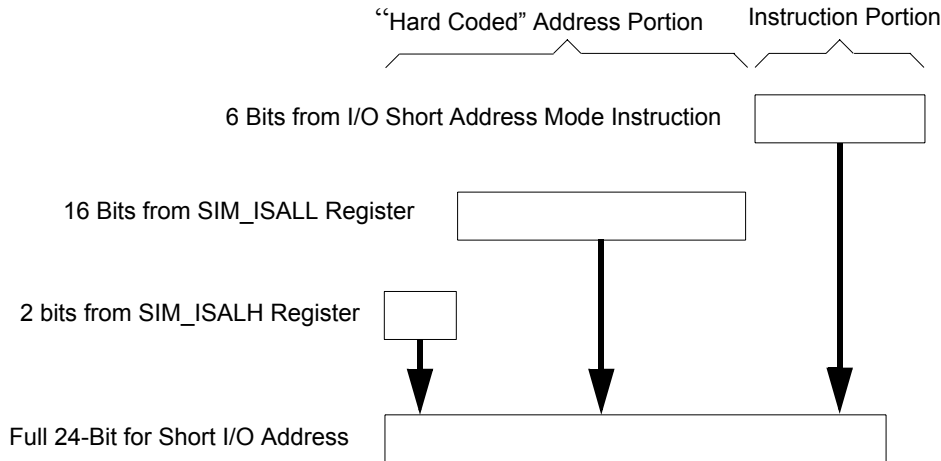 “Hard Coded” Address Portion
Instruction Portion
6 Bits from I/O Short Address Mode Instruction
16 Bits from SIM_ISALL Register
2 bits from SIM_ISALH Register
Full 24-Bit for Short I/O Address